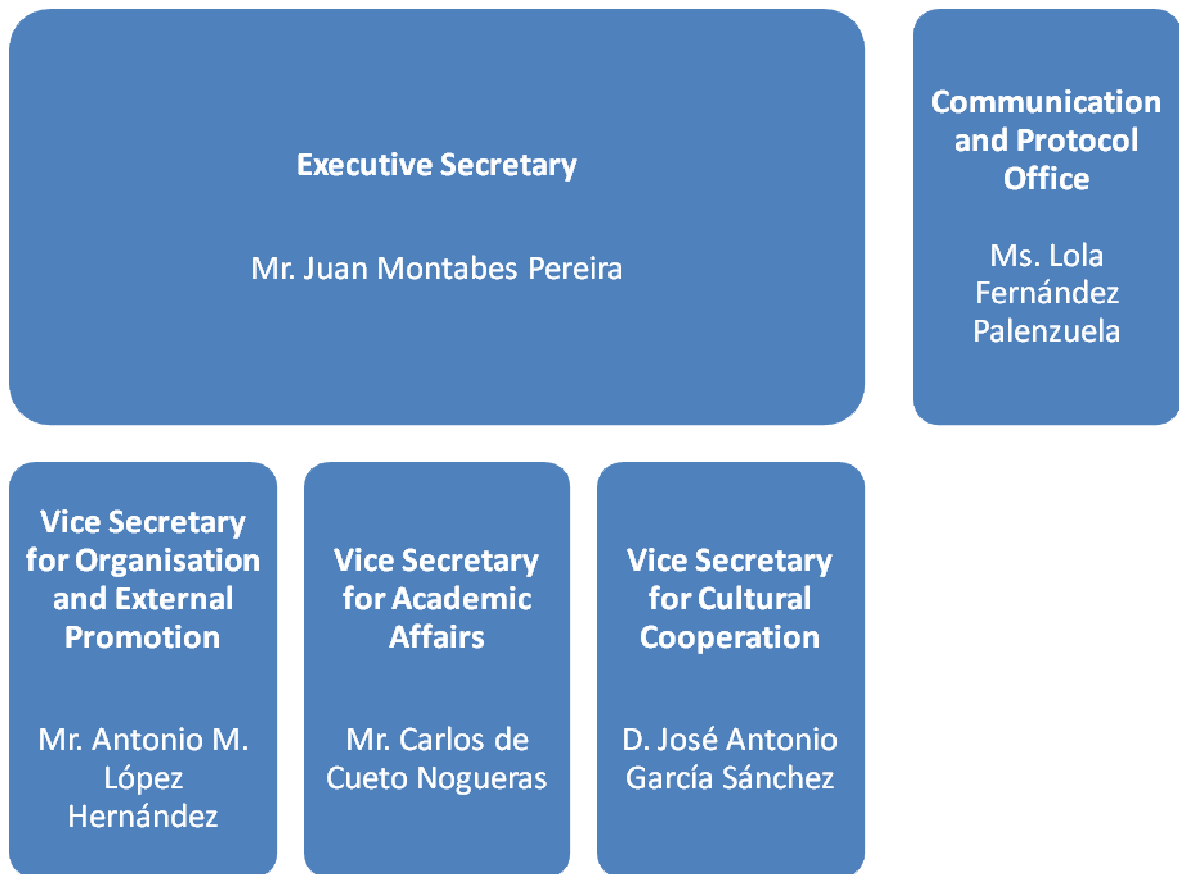 Executive Secretary
Mr. Juan Montabes Pereira
Communication
and Protocol
Office
Ms. Lola
Fernández
Palenzuela
Vice Secretary
for Organisation
and External
Promotion
Mr. Antonio M.
López
Hernández
Vice Secretary
for Academic
Affairs
Mr. Carlos de
Cueto Nogueras
Vice Secretary
for Cultural
Cooperation
D. José Antonio
García Sánchez